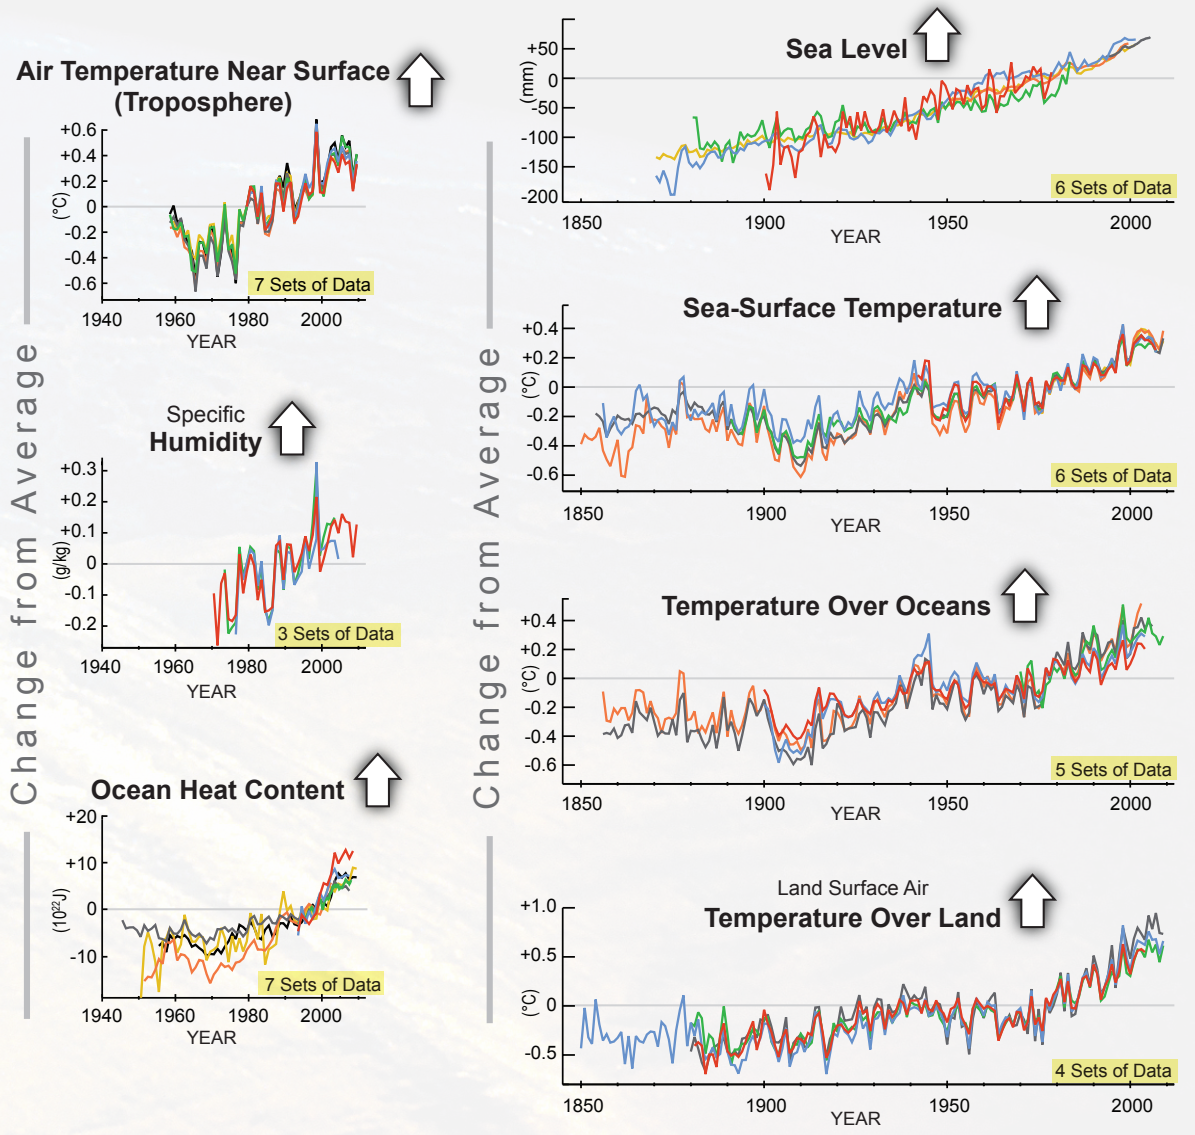 Air Temperature Near Surface
(Troposphere)
+0.6
+0.4
+0.2
0
-0.2
-0.4
-0.6
(°C)
7 Sets of Data
1940
1960
1980
2000
YEAR
Specific
Humidity
+0.3
+0.2
+0.1
0
-0.1
-0.2
(g/kg)
3 Sets of Data
1940
1960
1980
2000
YEAR
Ocean Heat Content
+20
+10
0
-10
(10²²J)
7 Sets of Data
1940
1960
1980
2000
YEAR
Change from Average
Change from Average
Sea Level
+50
0
-50
-100
-150
-200
(mm)
6 Sets of Data
1850
1900
1950
2000
YEAR
Sea-Surface Temperature
+0.4
+0.2
0
-0.2
-0.4
-0.6
(°C)
6 Sets of Data
1850
1900
1950
2000
YEAR
Temperature Over Oceans
+0.4
+0.2
0
-0.2
-0.4
-0.6
(°C)
5 Sets of Data
1850
1900
1950
2000
YEAR
Land Surface Air
Temperature Over Land
+1.0
+0.5
0
-0.5
(°C)
4 Sets of Data
1850
1900
1950
2000
YEAR